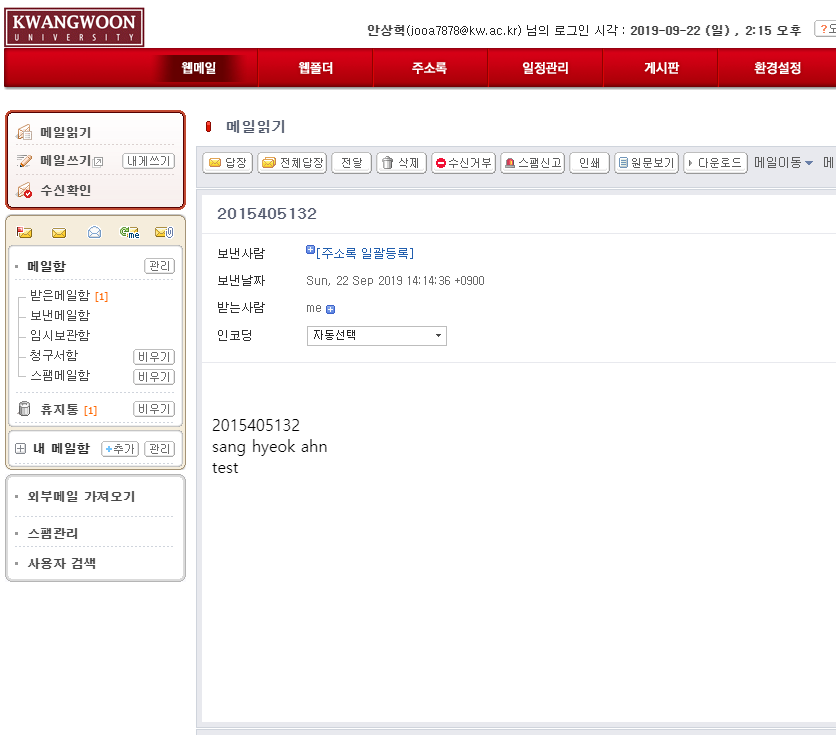 KWANGWOON
UNIVERSITY
안상혁(jooa7878@kw.ac.kr) 님의 로그인 시각 : 2019-09-22 (일) , 2:15 오후
웹메일 웹폴더 주소록 일정관리 게시판 환경설정
메일읽기
메일쓰기 내게쓰기
수신확인
메일함 관리
받은메일함 [1]
보낸메일함
임시보관함
청구서함 비우기
스팸메일함 비우기
휴지통 [1] 비우기
내 메일함 +추가 관리
외부메일 가져오기
스팸관리
사용자 검색
메일읽기
답장 전체답장 전달 삭제 수신거부 스팸신고 인쇄 원문보기 다운로드 메일이동 메
2015405132
보낸사람 [주소록 일괄등록]
보낸날짜 Sun, 22 Sep 2019 14:14:36 +0900
받는사람 me
인코딩 자동선택
2015405132
sang hyeok ahn
test